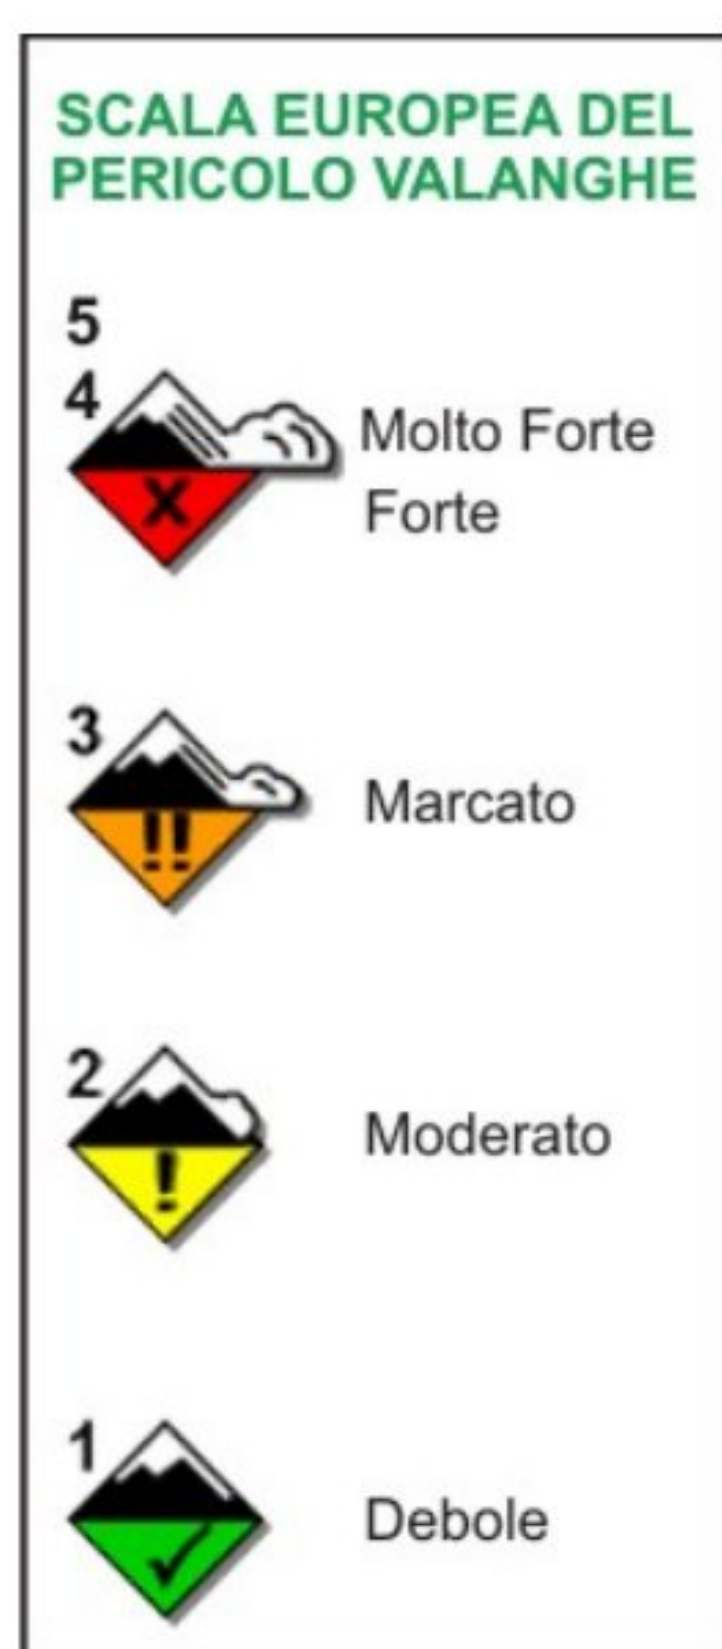 SCALA EUROPEA DEL
PERICOLO VALANGHE
5
4
Molto Forte
X
Forte
3
Marcato
!!
2
Moderato
!
1
Debole